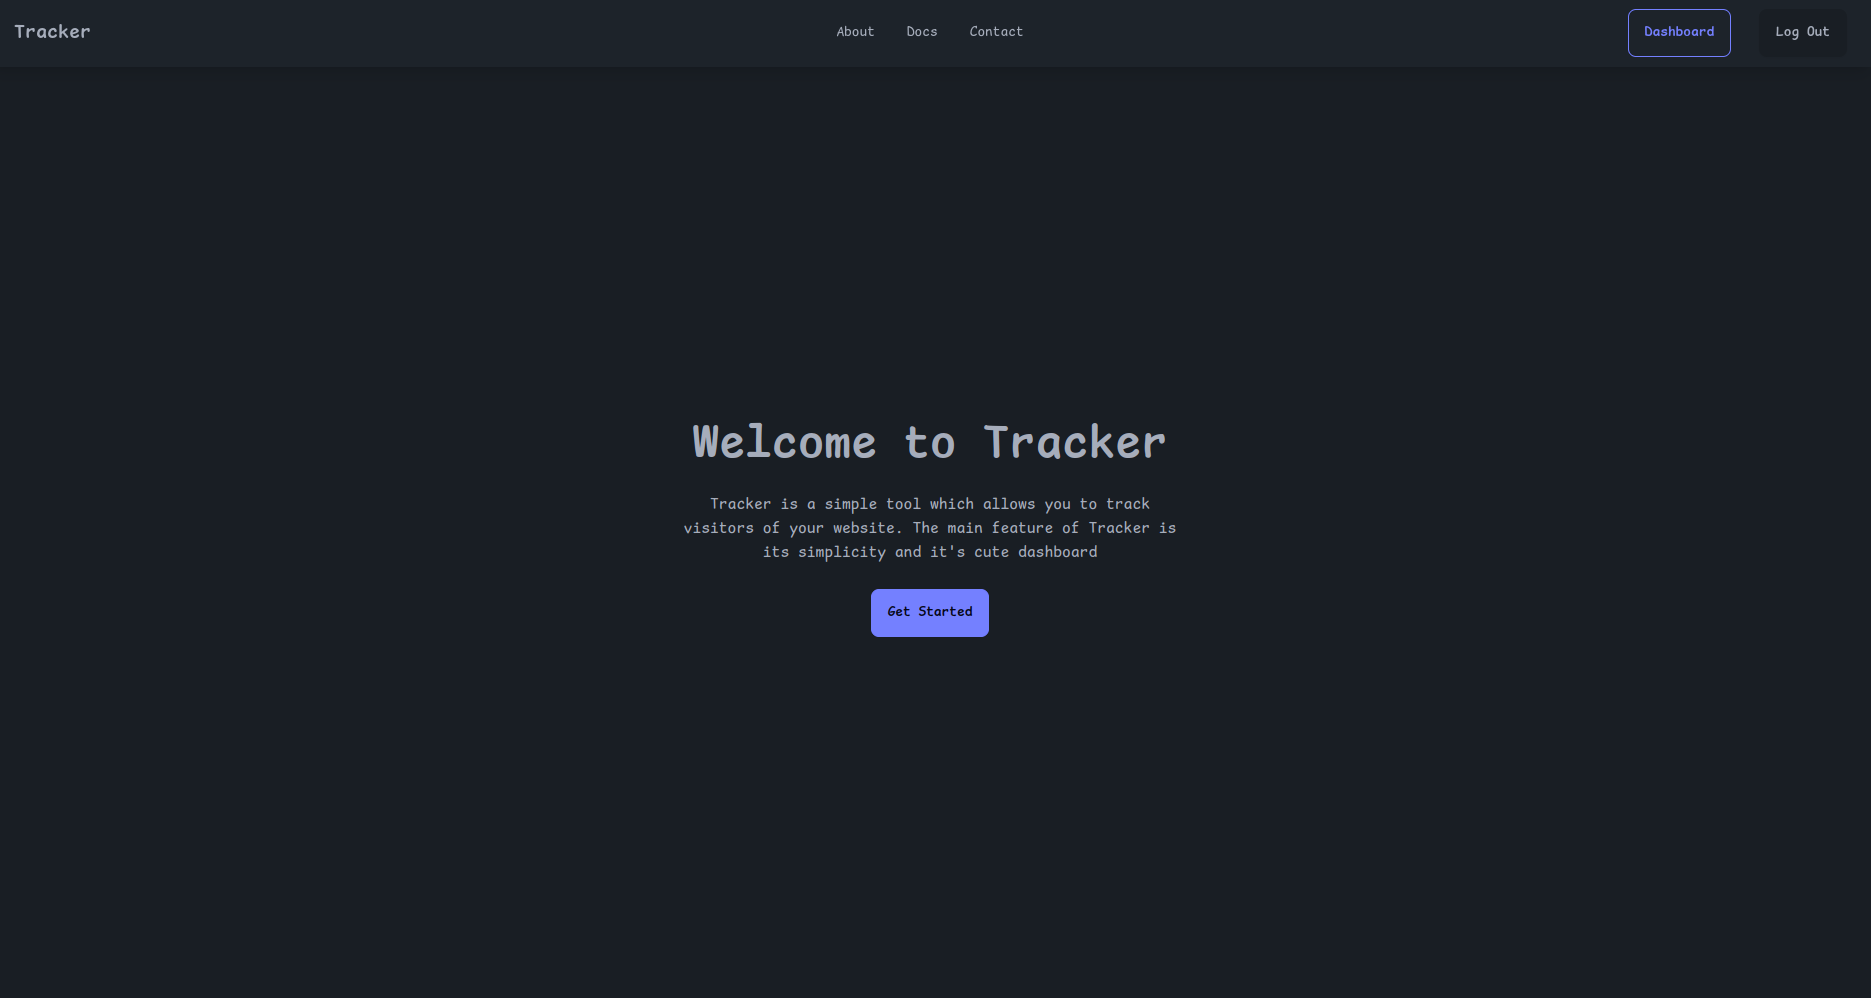 Tracker
About
Docs
Contact
Dashboard
Log Out
Welcome to Tracker
Tracker is a simple tool which allows you to track
visitors of your website. The main feature of Tracker is
its simplicity and it's cute dashboard
Get Started